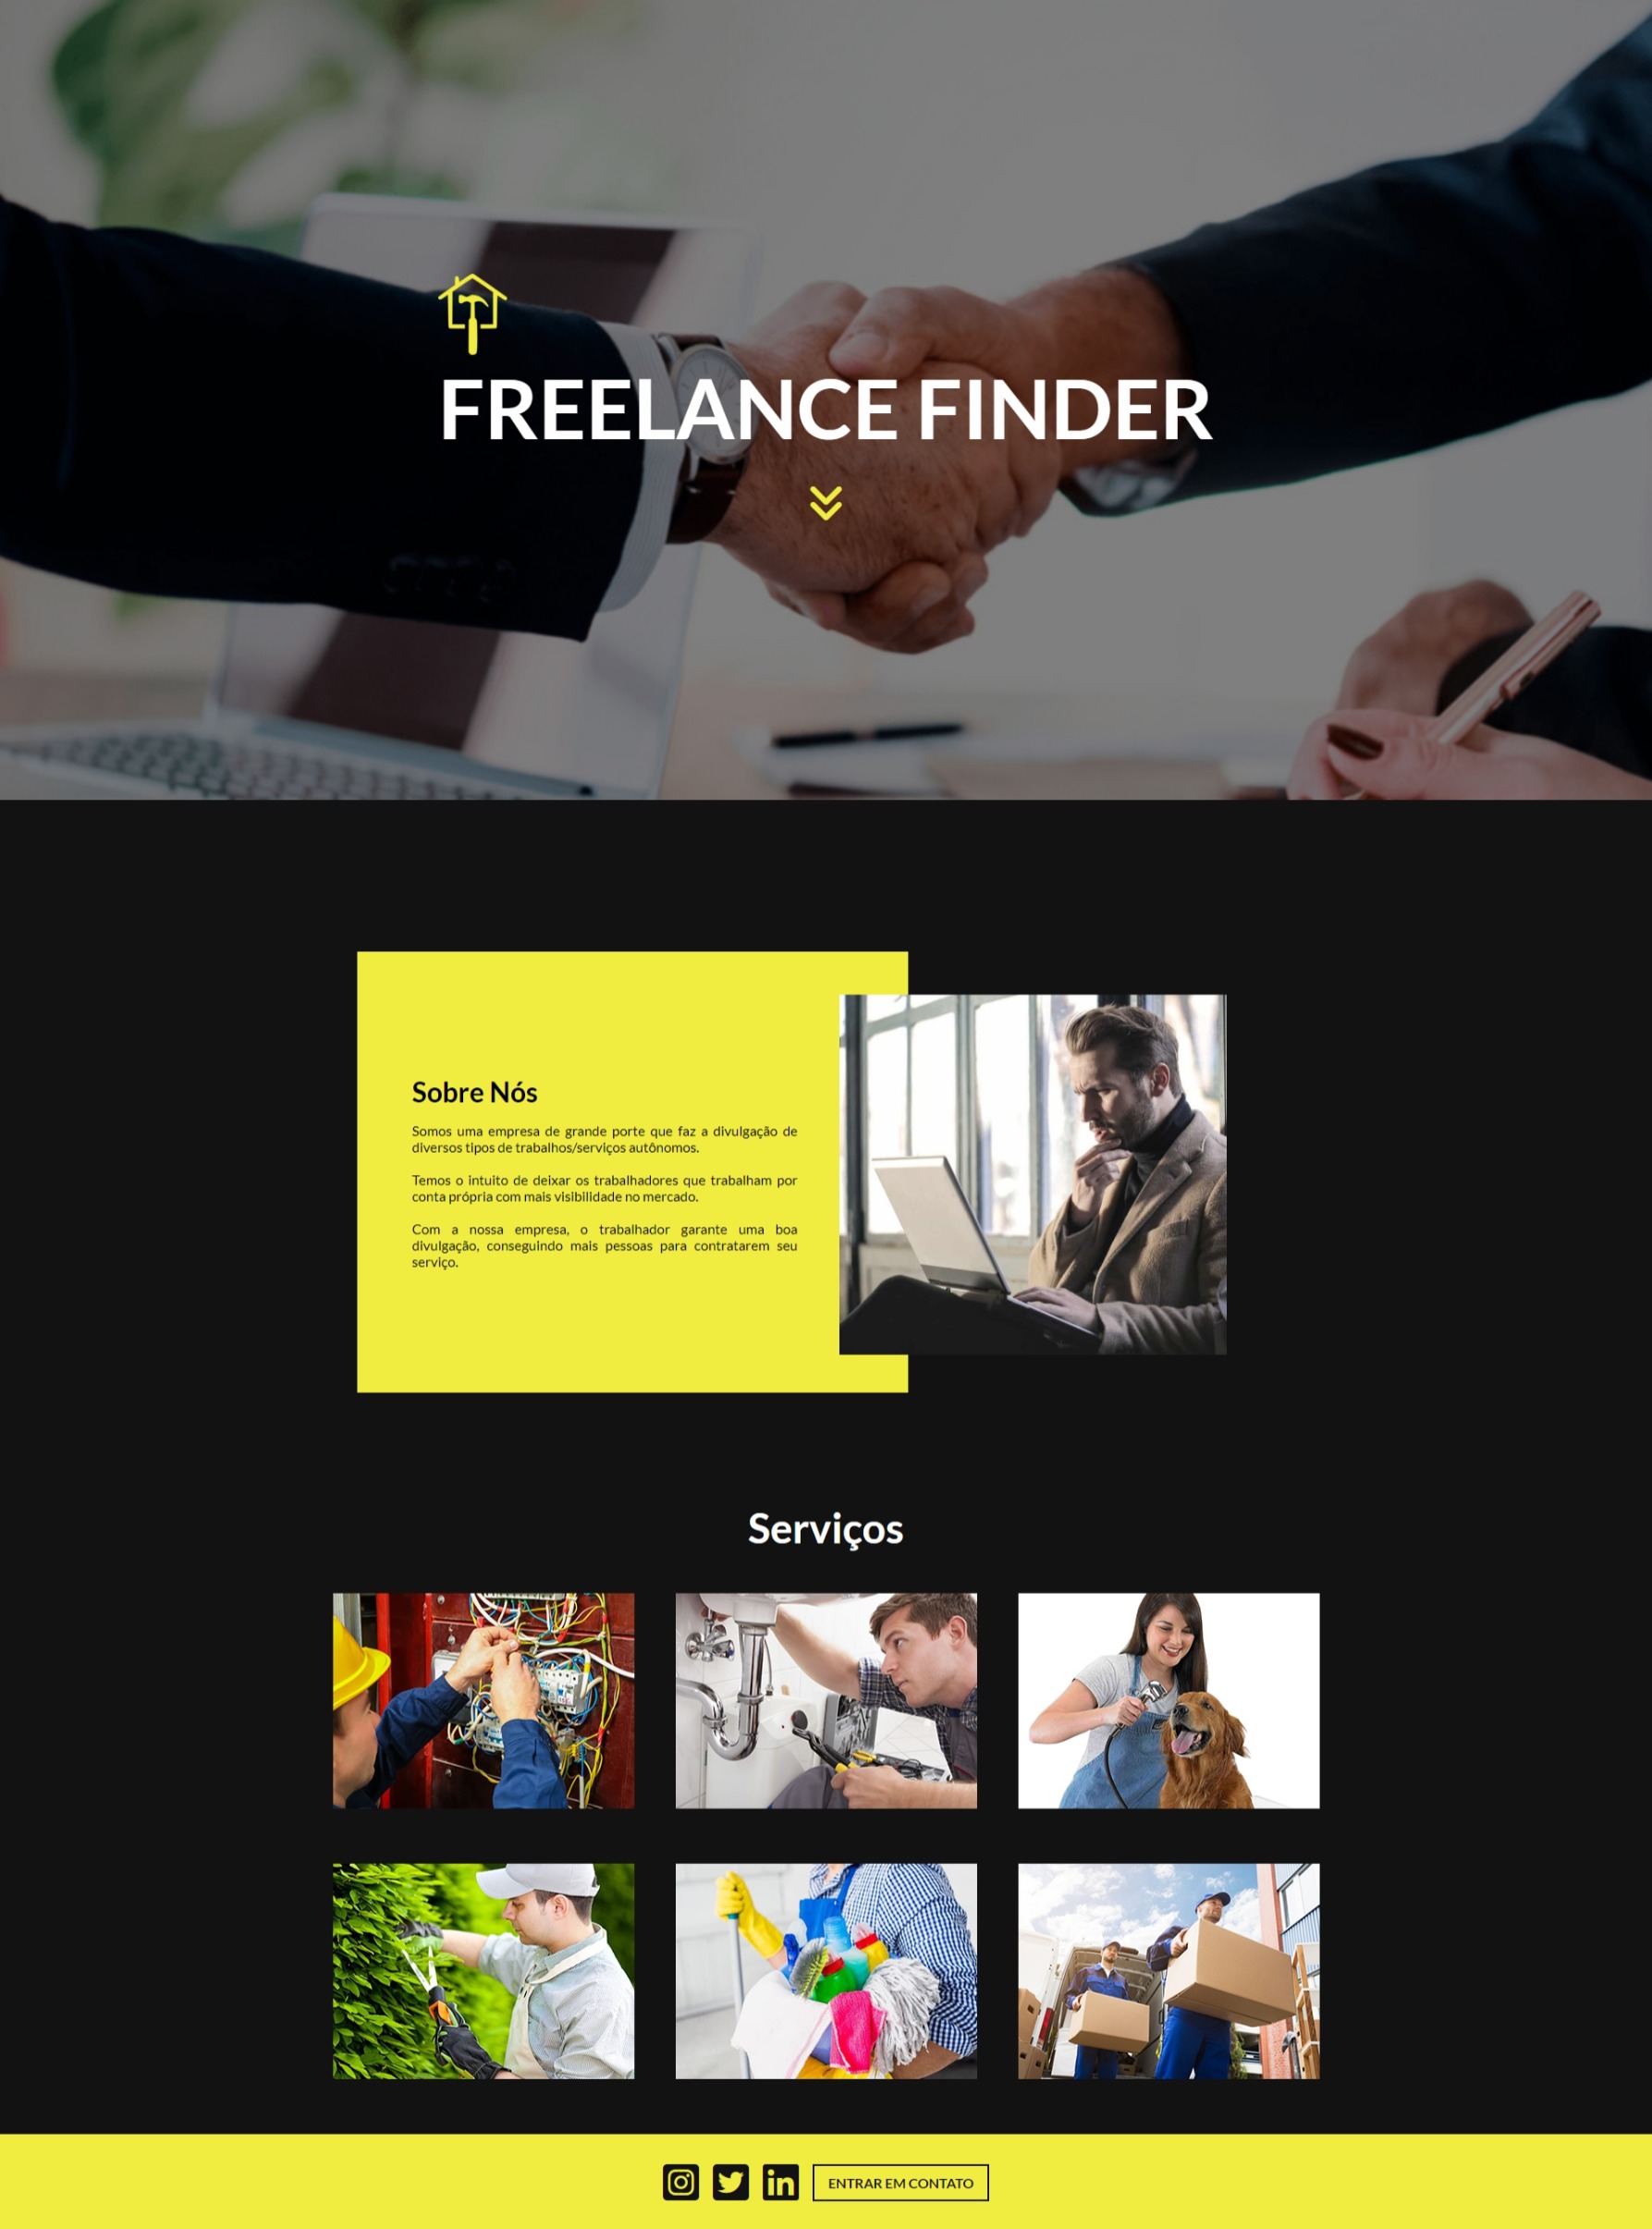 FREELANCE FINDER
Sobre Nós
Somos uma empresa de grande porte que faz a divulgação de
diversos tipos de trabalhos/serviços autônomos.
Temos o intuito de deixar os trabalhadores que trabalham por
conta própria com mais visibilidade no mercado.
Com a nossa empresa, o trabalhador garante uma boa
divulgação, conseguindo mais pessoas para contratarem seu
serviço.
Serviços
ENTRAR EM CONTATO